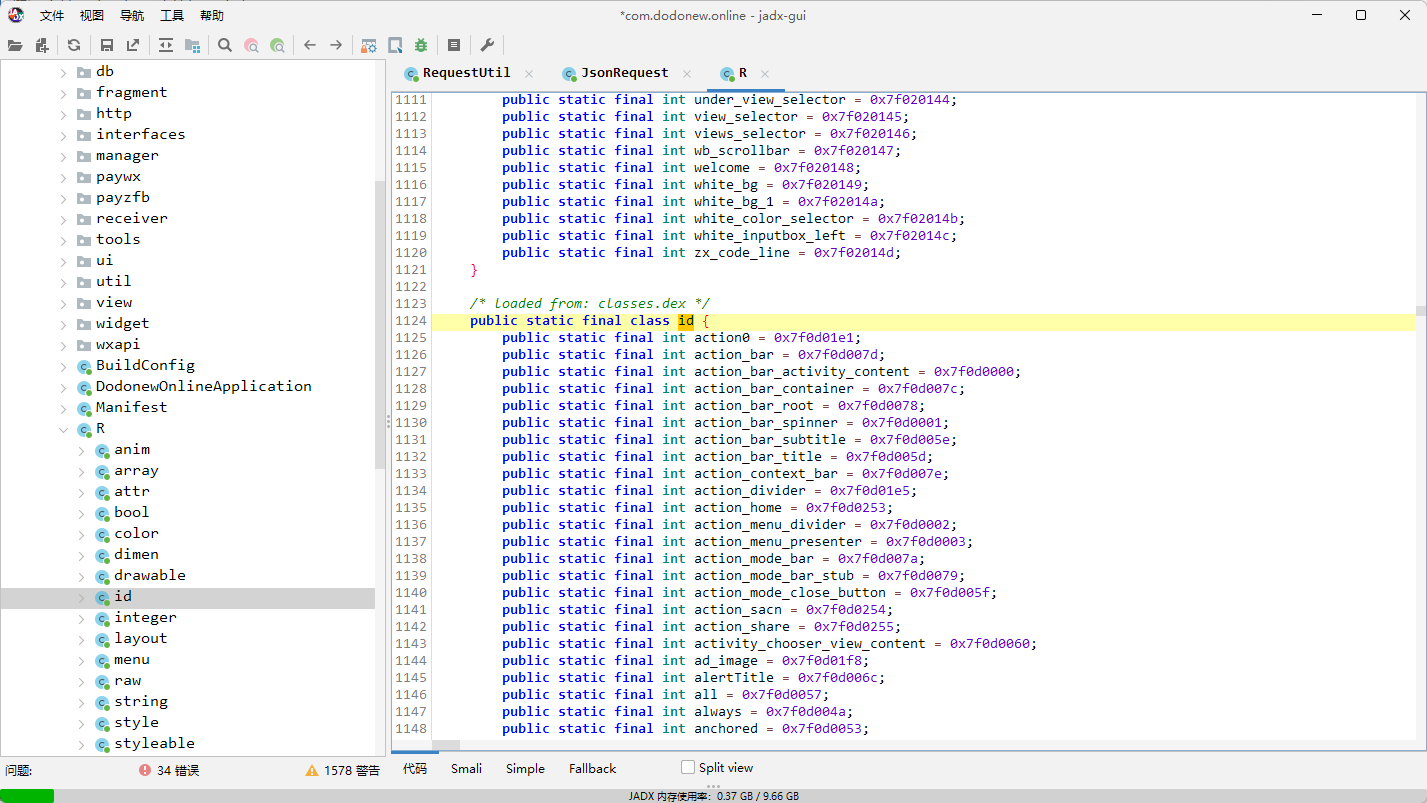 *com.dodonew.online - jadx-gui
文件 视图 导航 工具 帮助
db
fragment
http
interfaces
manager
paywx
payzfb
receiver
tools
ui
util
view
widget
wxapi
BuildConfig
DodonewOnlineApplication
Manifest
R
anim
array
attr
bool
color
dimen
drawable
id
integer
layout
menu
raw
string
style
styleable
RequestUtil JsonRequest R
1111 public static final int under_view_selector = 0x7f020144;
1112 public static final int view_selector = 0x7f020145;
1113 public static final int views_selector = 0x7f020146;
1114 public static final int wb_scrollbar = 0x7f020147;
1115 public static final int welcome = 0x7f020148;
1116 public static final int white_bg = 0x7f020149;
1117 public static final int white_bg_1 = 0x7f02014a;
1118 public static final int white_color_selector = 0x7f02014b;
1119 public static final int white_inputbox_left = 0x7f02014c;
1120 public static final int zx_code_line = 0x7f02014d;
1121 }
1122
1123 /* loaded from: classes.dex */
1124 public static final class id {
1125 public static final int action0 = 0x7f0d01e1;
1126 public static final int action_bar = 0x7f0d007d;
1127 public static final int action_bar_activity_content = 0x7f0d0000;
1128 public static final int action_bar_container = 0x7f0d007c;
1129 public static final int action_bar_root = 0x7f0d0078;
1130 public static final int action_bar_spinner = 0x7f0d0001;
1131 public static final int action_bar_subtitle = 0x7f0d005e;
1132 public static final int action_bar_title = 0x7f0d005d;
1133 public static final int action_context_bar = 0x7f0d007e;
1134 public static final int action_divider = 0x7f0d01e5;
1135 public static final int action_home = 0x7f0d0253;
1136 public static final int action_menu_divider = 0x7f0d0002;
1137 public static final int action_menu_presenter = 0x7f0d0003;
1138 public static final int action_mode_bar = 0x7f0d007a;
1139 public static final int action_mode_bar_stub = 0x7f0d0079;
1140 public static final int action_mode_close_button = 0x7f0d005f;
1141 public static final int action_sacn = 0x7f0d0254;
1142 public static final int action_share = 0x7f0d0255;
1143 public static final int activity_chooser_view_content = 0x7f0d0060;
1144 public static final int ad_image = 0x7f0d01f8;
1145 public static final int alertTitle = 0x7f0d006c;
1146 public static final int all = 0x7f0d0057;
1147 public static final int always = 0x7f0d004a;
1148 public static final int anchored = 0x7f0d0053;
问题: 34 错误 1578 警告
代码 Smali Simple Fallback Split view
JADX 内存使用率: 0.37 GB / 9.66 GB